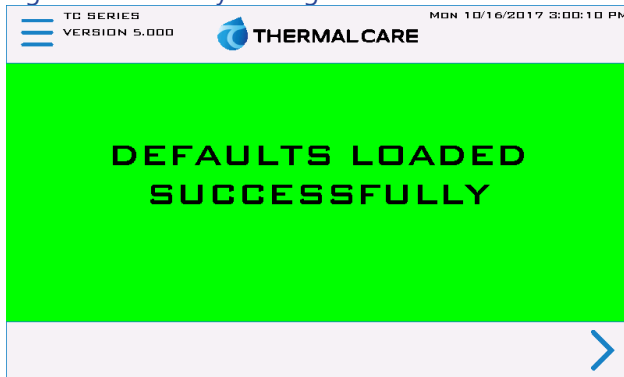 TC SERIES
VERSION 5.000
THERMALCARE
MON 10/16/2017 3:00:10 PM
DEFAULTS LOADED
SUCCESSFULLY